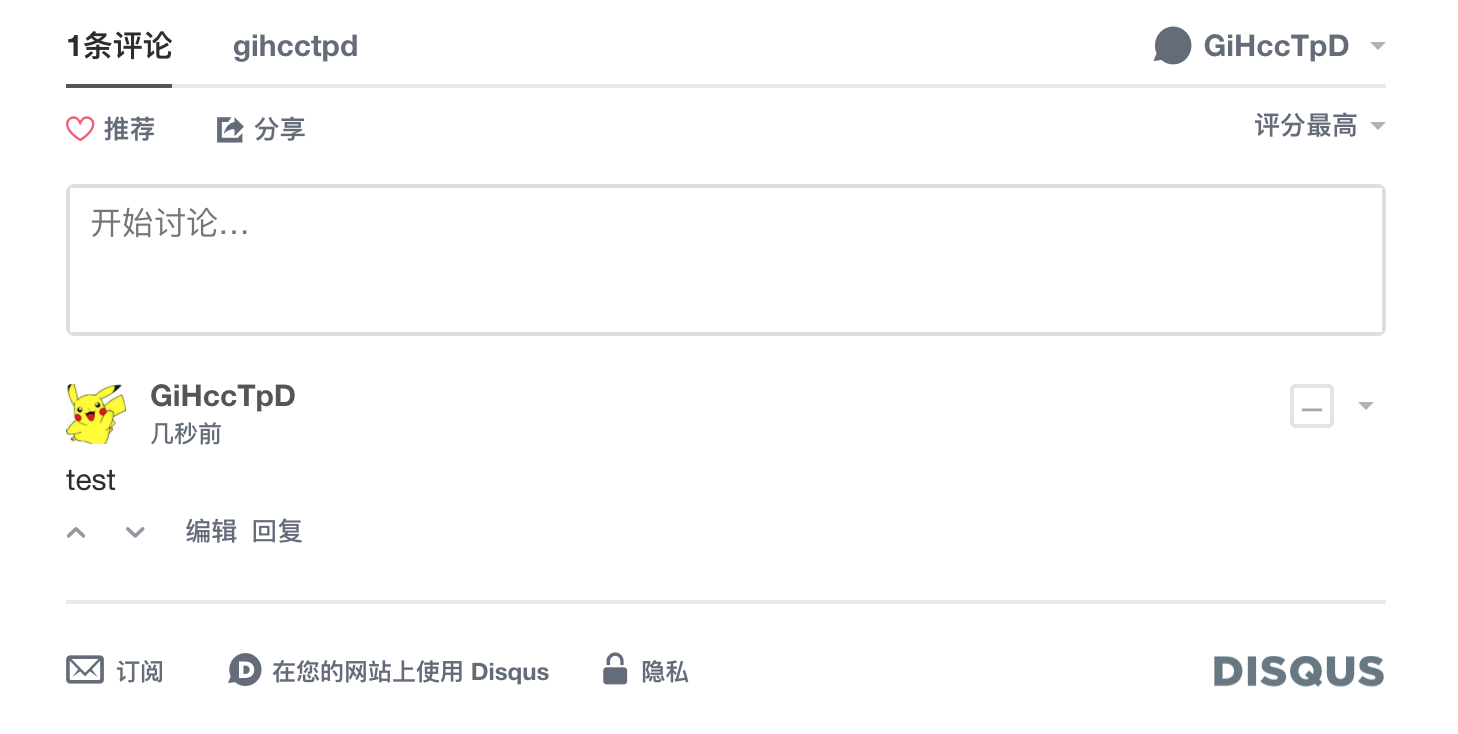 1条评论 gihcctpd GiHccTpD
推荐 分享 评分最高
开始讨论...
GiHccTpD
几秒前
test
编辑 回复
订阅 D 在您的网站上使用 Disqus 隐私 DISQUS